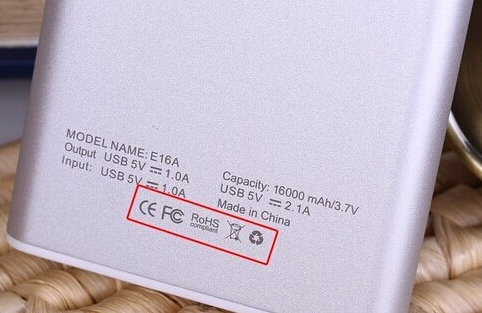 MODEL NAME: E16A
Output USB 5V ⎓ 1.0A
Input: USB 5V ⎓ 1.0A
Capacity: 16000 mAh/3.7V
USB 5V ⎓ 2.1A
Made in China
CE FC RoHS
compliant